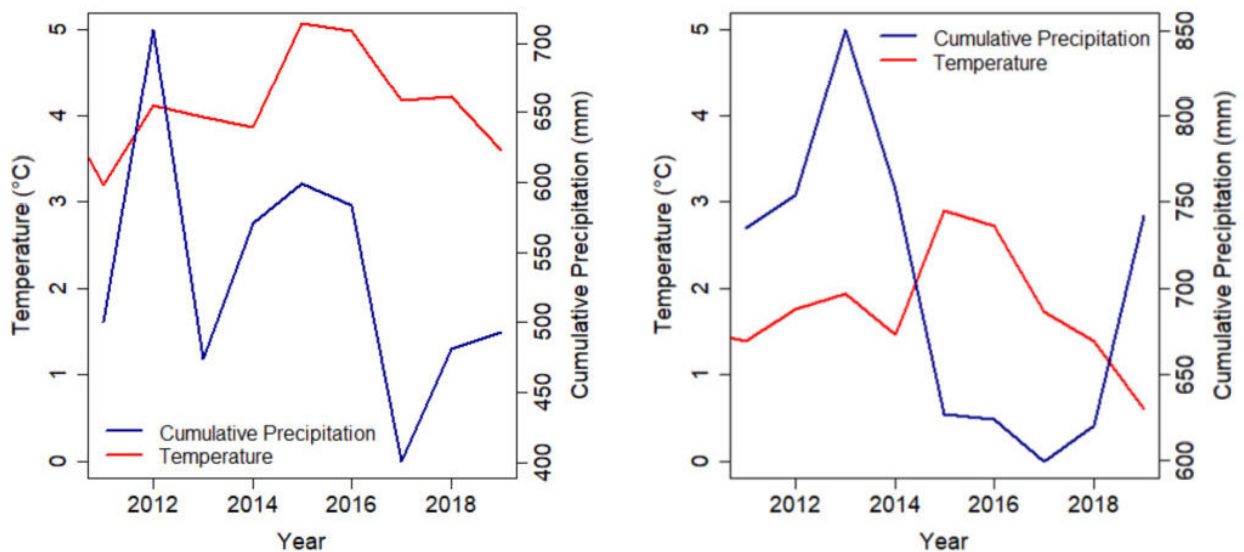 5
4
3
2
1
0
Temperature (°C)
700
650
600
550
500
450
400
Cumulative Precipitation (mm)
Cumulative Precipitation
Temperature
2012 2014 2016 2018
Year
5
4
3
2
1
0
Temperature (°C)
Cumulative Precipitation
Temperature
850
800
750
700
650
600
Cumulative Precipitation (mm)
2012 2014 2016 2018
Year